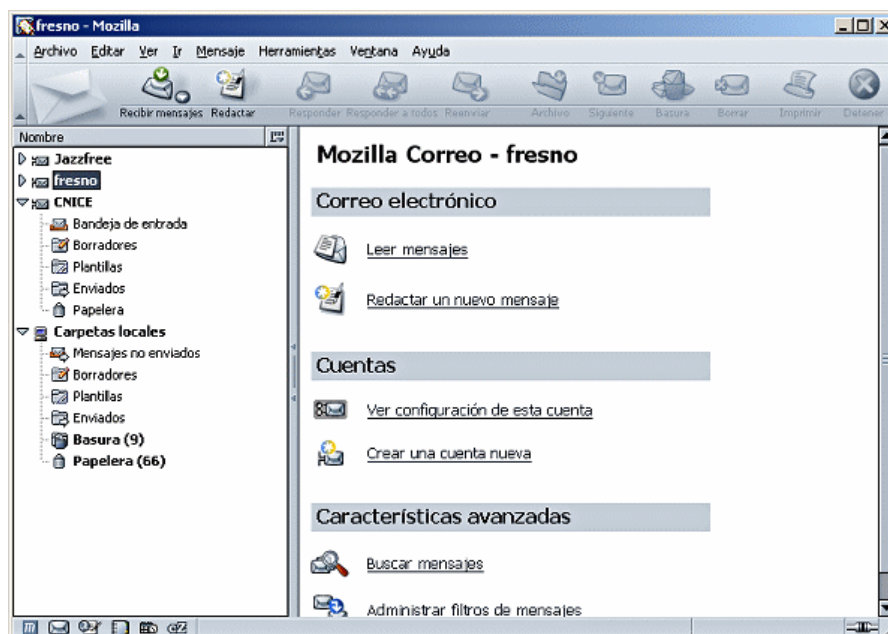 fresno - Mozilla
Archivo Editar Ver Ir Mensaje Herramientas Ventana Ayuda
Recibir mensajes Redactar Responder Responder a todos Reenviar Archivo Siguiente Basura Borrar Imprimir Detener
Nombre
Jazzfree
fresno
CNICE
Bandeja de entrada
Borradores
Plantillas
Enviados
Papelera
Carpetas locales
Mensajes no enviados
Borradores
Plantillas
Enviados
Basura (9)
Papelera (66)
Mozilla Correo - fresno
Correo electrónico
Leer mensajes
Redactar un nuevo mensaje
Cuentas
Ver configuración de esta cuenta
Crear una cuenta nueva
Características avanzadas
Buscar mensajes
Administrar filtros de mensajes